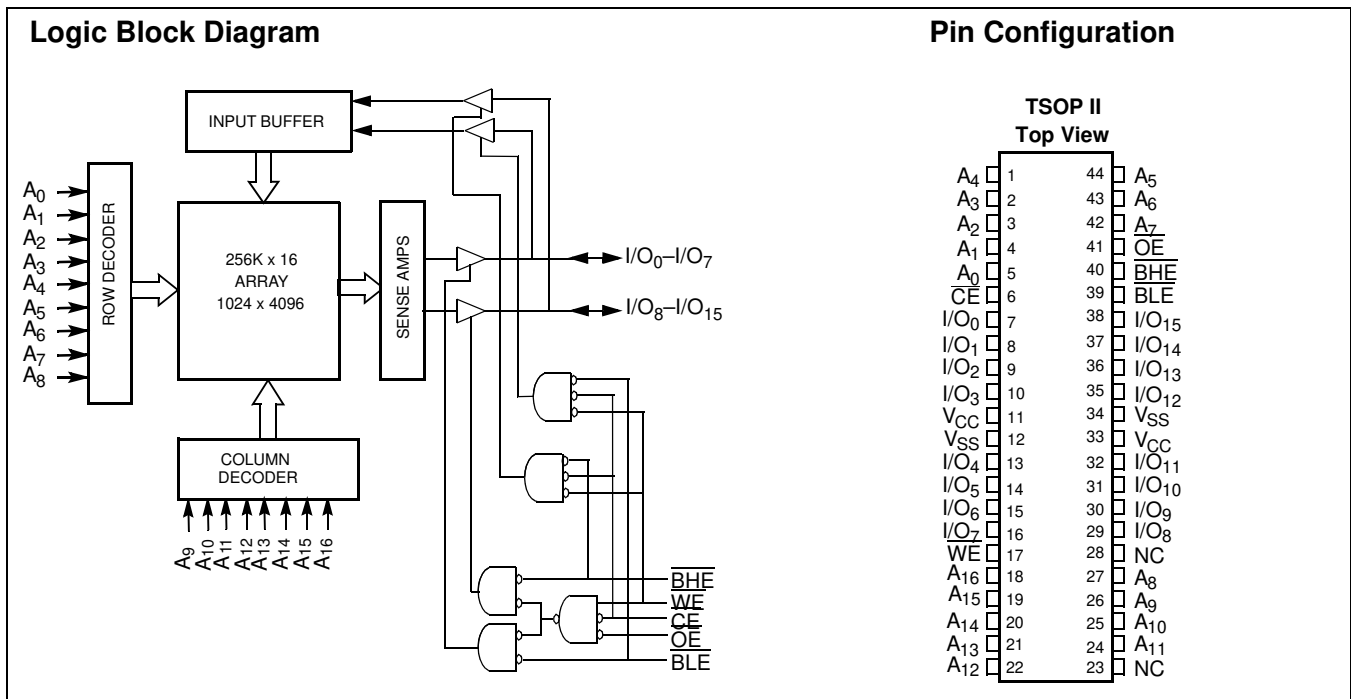 Logic Block Diagram
Pin Configuration
INPUT BUFFER
ROW DECODER
A0
A1
A2
A3
A4
A5
A6
A7
A8
256K x 16
ARRAY
1024 x 4096
SENSE AMPS
I/O0–I/O7
I/O8–I/O15
COLUMN
DECODER
A9
A10
A11
A12
A13
A14
A15
A16
BHE
WE
CE
OE
BLE
TSOP II
Top View
A4 1 44 A5
A3 2 43 A6
A2 3 42 A7
A1 4 41 OE
A0 5 40 BHE
CE 6 39 BLE
I/O0 7 38 I/O15
I/O1 8 37 I/O14
I/O2 9 36 I/O13
I/O3 10 35 I/O12
VCC 11 34 VSS
VSS 12 33 VCC
I/O4 13 32 I/O11
I/O5 14 31 I/O10
I/O6 15 30 I/O9
I/O7 16 29 I/O8
WE 17 28 NC
A16 18 27 A8
A15 19 26 A9
A14 20 25 A10
A13 21 24 A11
A12 22 23 NC